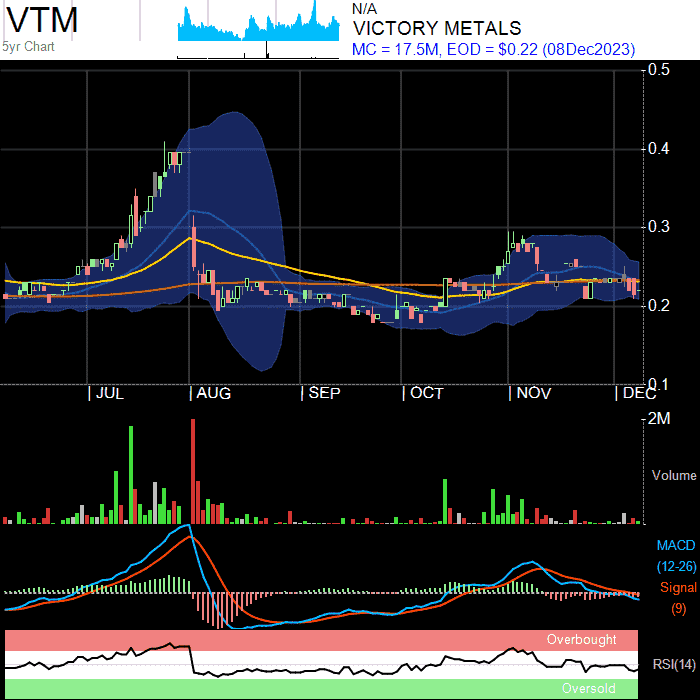 VTM
5yr Chart
N/A
VICTORY METALS
MC = 17.5M, EOD = $0.22 (08Dec2023)
0.5
0.4
0.3
0.2
0.1
| JUL | AUG | SEP | OCT | NOV | DEC
2M
Volume
MACD
(12-26)
Signal
(9)
Overbought
RSI(14)
Oversold